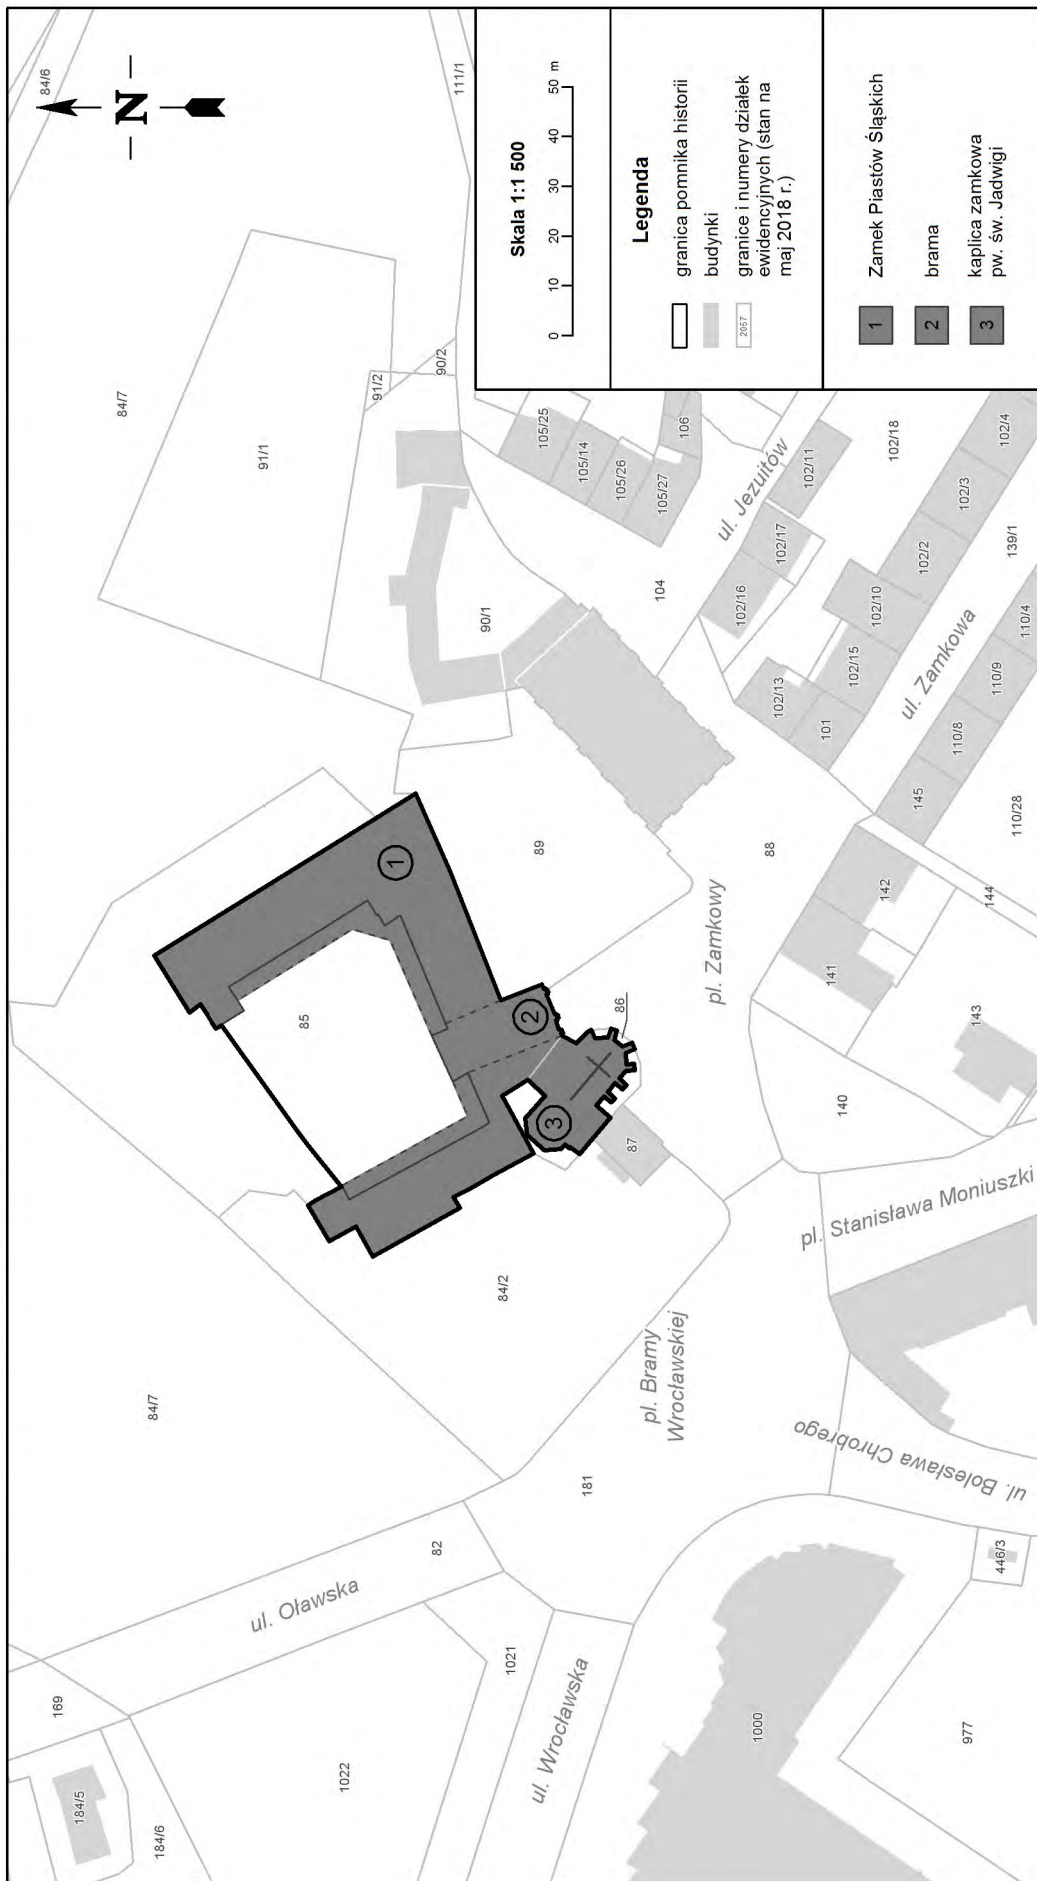 N
Skala 1:1 500
0 10 20 30 40 50 m
Legenda
granica pomnika historii
budynki
2057
granice i numery działek
ewidencyjnych (stan na
maj 2018 r.)
1
Zamek Piastów Śląskich
2
brama
3
kaplica zamkowa
pw. św. Jadwigi
169
184/5
184/6
1022
1021
82
ul. Oławska
ul. Wrocławska
1000
977
446/3
181
84/7
84/2
pl. Bramy
Wrocławskiej
ul. Bolesława Chrobrego
pl. Stanisława Moniuszki
140
143
141
142
144
85
1
2
3
86
87
pl. Zamkowy
88
89
90/1
91/1
84/7
84/6
91/2
90/2
111/1
105/25
105/14
105/26
105/27
106
ul. Jezuitów
104
102/11
102/17
102/16
102/18
102/13
101
102/15
102/10
102/2
102/3
102/4
ul. Zamkowa
139/1
145
110/8
110/9
110/4
110/28